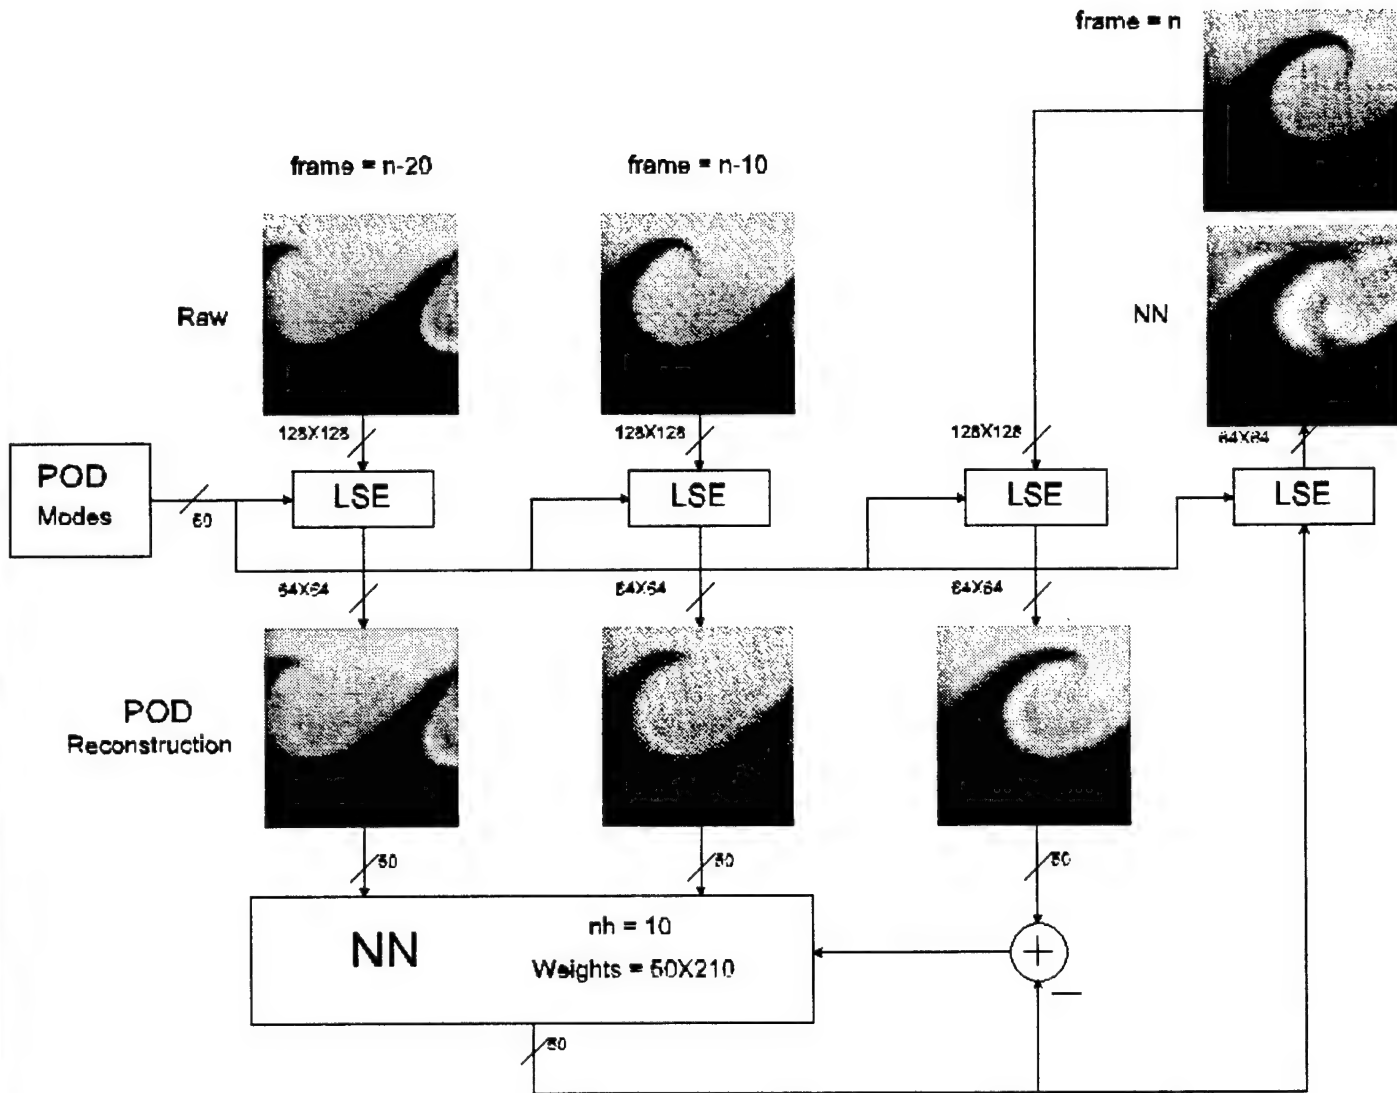 frame = n
frame = n-20
frame = n-10
Raw
NN
128X128
128X128
128X128
64X64
POD
Modes
50
LSE
LSE
LSE
LSE
64X64
64X64
64X64
POD
Reconstruction
50
50
50
NN
nh = 10
Weights = 50X210
+
—
50